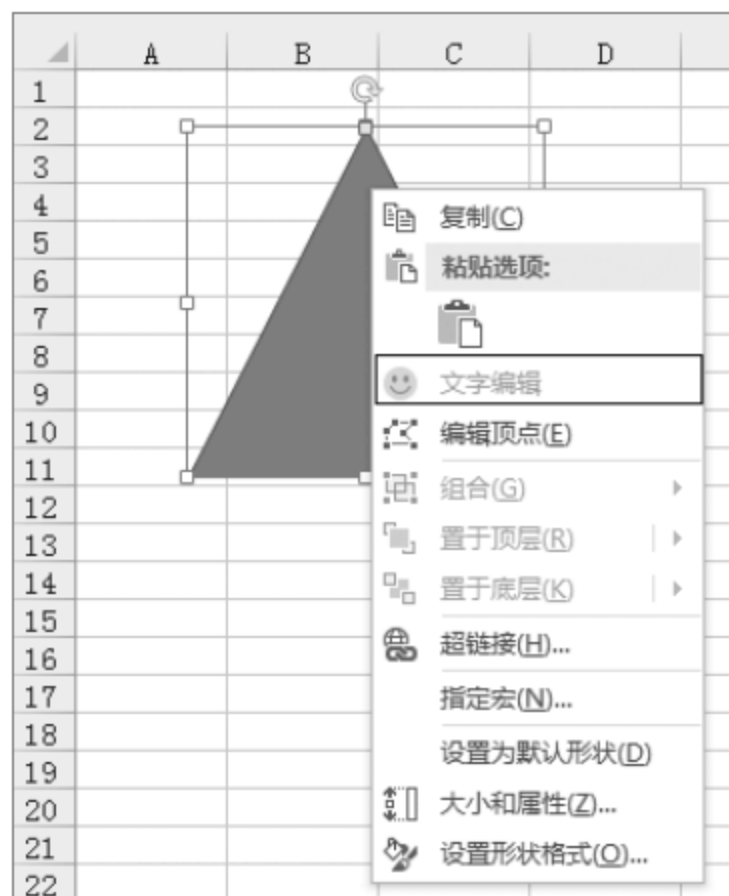 A B C D
1
2
3
4
复制(C)
5
粘贴选项:
6
7
8
9
文字编辑
10
编辑顶点(E)
11
组合(G)
12
13
置于顶层(R)
14
置于底层(K)
15
16
超链接(H)...
17
指定宏(N)...
18
设置为默认形状(D)
19
20
大小和属性(Z)...
21
设置形状格式(O)...
22